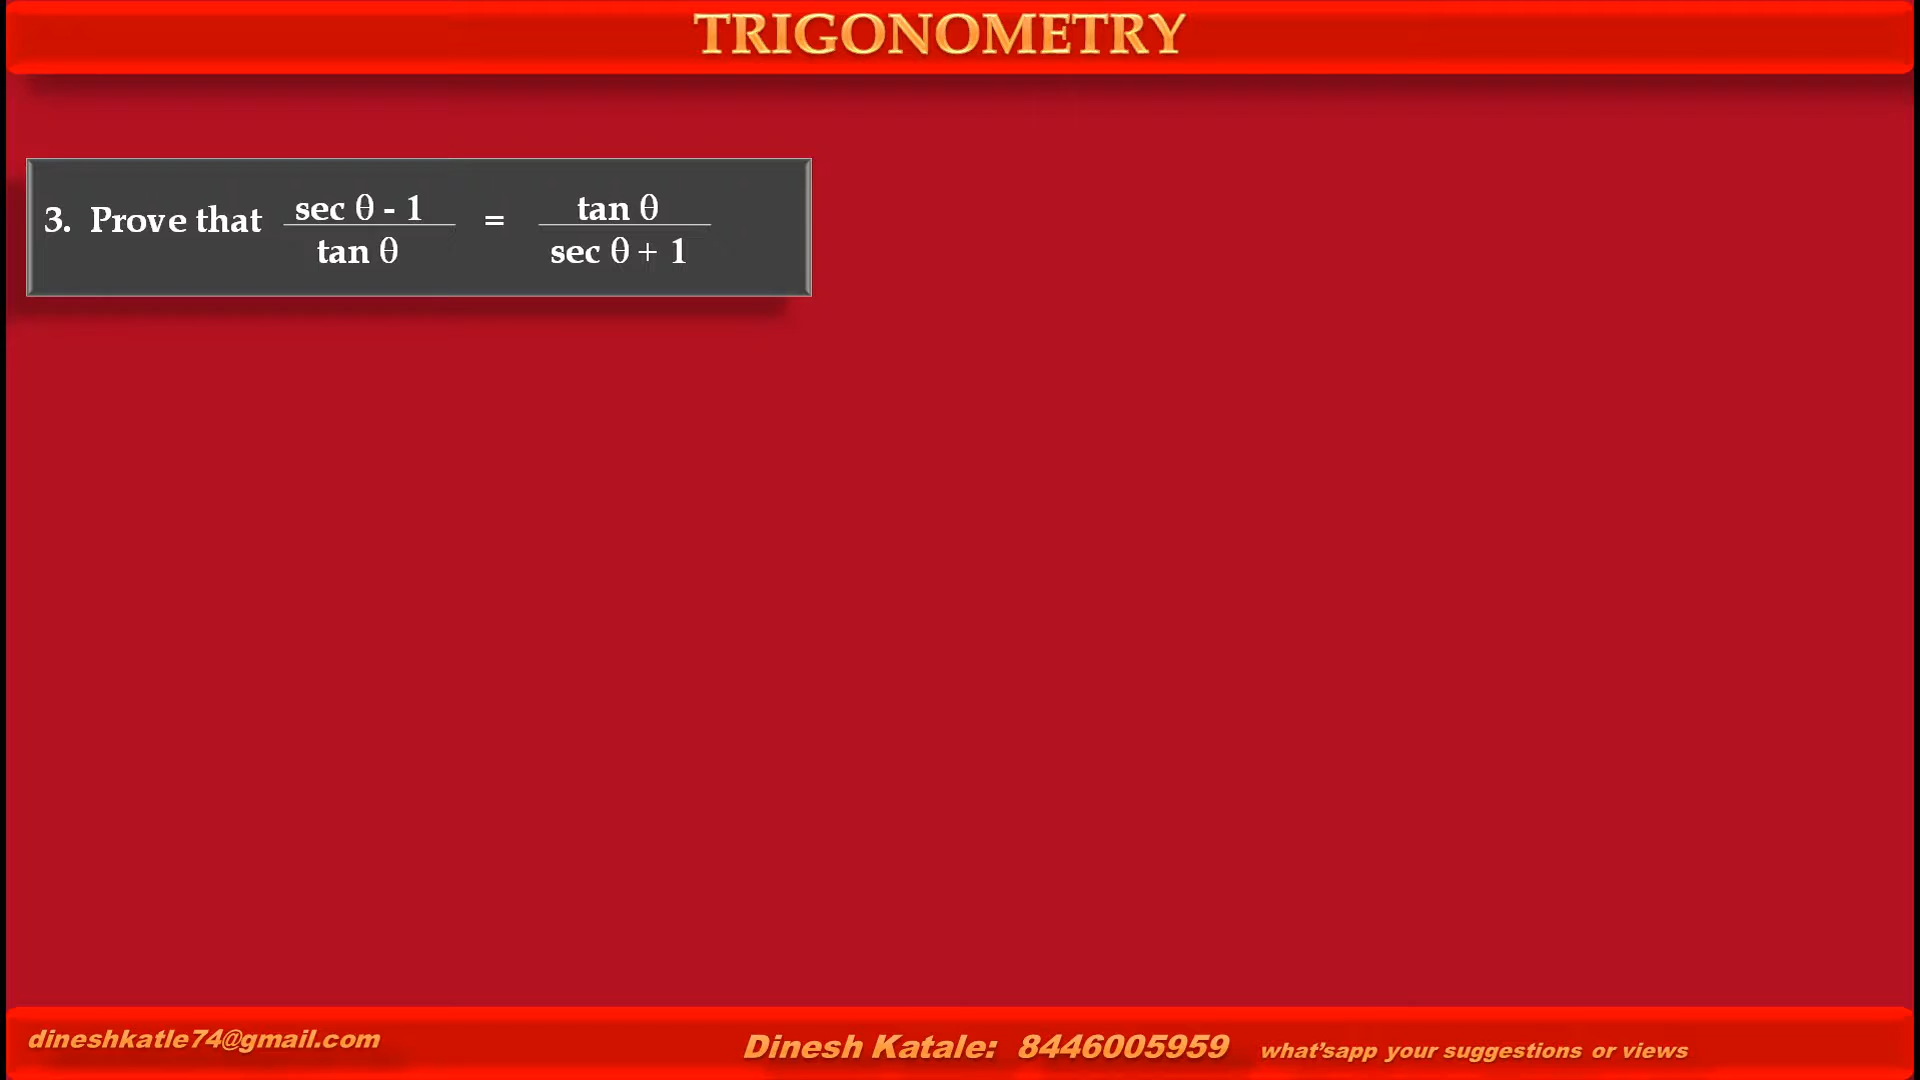 TRIGONOMETRY
3. Prove that sec θ - 1 / tan θ = tan θ / sec θ + 1
dineshkatle74@gmail.com
Dinesh Katale: 8446005959 what'sapp your suggestions or views